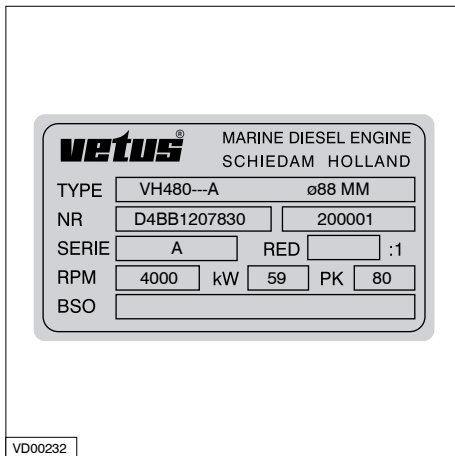 vetus® MARINE DIESEL ENGINE
SCHIEDAM HOLLAND
TYPE VH480---A ø88 MM
NR D4BB1207830 200001
SERIE A RED :1
RPM 4000 kW 59 PK 80
BSO
VD00232